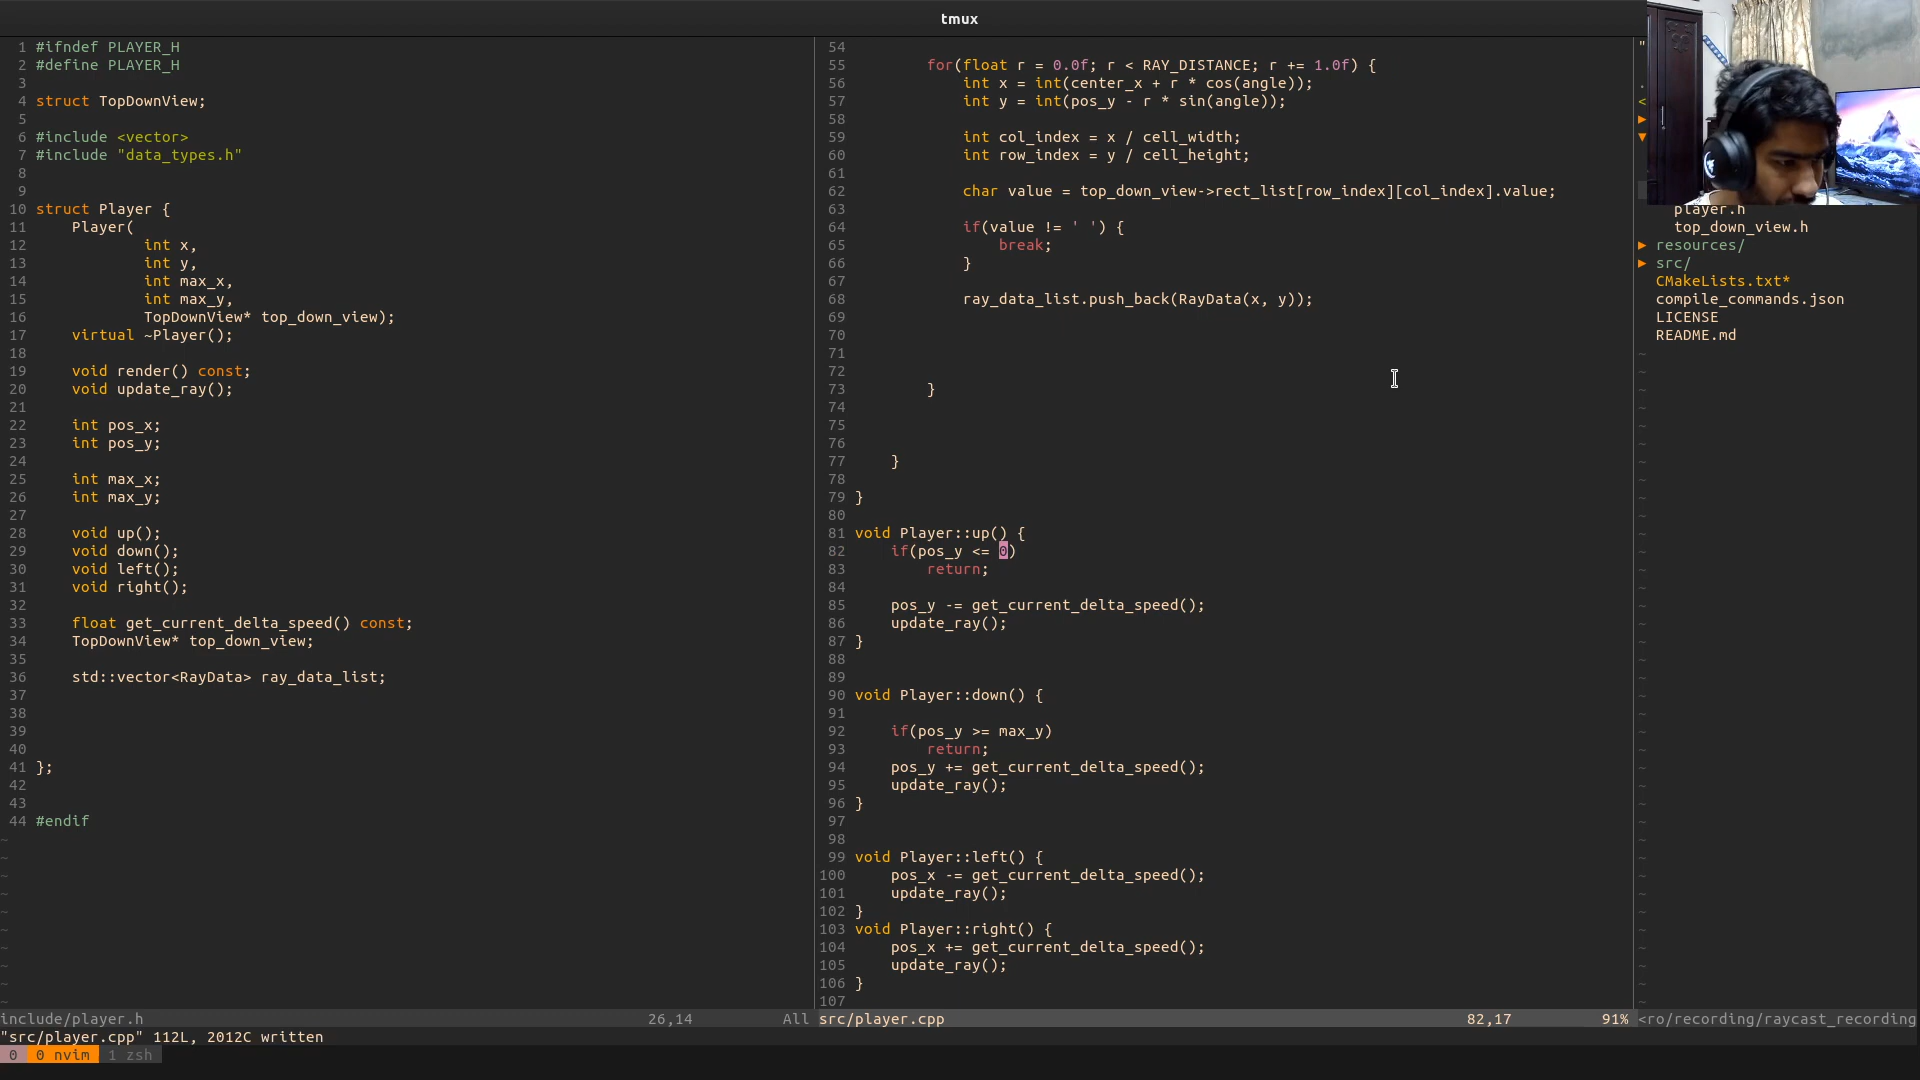 tmux
1 #ifndef PLAYER_H
2 #define PLAYER_H
3
4 struct TopDownView;
5
6 #include <vector>
7 #include "data_types.h"
8
9
10 struct Player {
11     Player(
12             int x,
13             int y,
14             int max_x,
15             int max_y,
16             TopDownView* top_down_view);
17     virtual ~Player();
18
19     void render() const;
20     void update_ray();
21
22     int pos_x;
23     int pos_y;
24
25     int max_x;
26     int max_y;
27
28     void up();
29     void down();
30     void left();
31     void right();
32
33     float get_current_delta_speed() const;
34     TopDownView* top_down_view;
35
36     std::vector<RayData> ray_data_list;
37
38
39
40
41 };
42
43
44 #endif
~
~
~
~
~
~
~
~
~
~
include/player.h 26,14 All
54
55         for(float r = 0.0f; r < RAY_DISTANCE; r += 1.0f) {
56             int x = int(center_x + r * cos(angle));
57             int y = int(pos_y - r * sin(angle));
58
59             int col_index = x / cell_width;
60             int row_index = y / cell_height;
61
62             char value = top_down_view->rect_list[row_index][col_index].value;
63
64             if(value != ' ') {
65                 break;
66             }
67
68             ray_data_list.push_back(RayData(x, y));
69
70
71
72
73         }
74
75
76
77     }
78
79 }
80
81 void Player::up() {
82     if(pos_y <= 0)
83         return;
84
85     pos_y -= get_current_delta_speed();
86     update_ray();
87 }
88
89
90 void Player::down() {
91
92     if(pos_y >= max_y)
93         return;
94     pos_y += get_current_delta_speed();
95     update_ray();
96 }
97
98
99 void Player::left() {
100     pos_x -= get_current_delta_speed();
101     update_ray();
102 }
103 void Player::right() {
104     pos_x += get_current_delta_speed();
105     update_ray();
106 }
107
src/player.cpp 82,17 91%
"
.
<
▶
▼
player.h
top_down_view.h
▶ resources/
▶ src/
CMakeLists.txt*
compile_commands.json
LICENSE
README.md
<ro/recording/raycast_recording
"src/player.cpp" 112L, 2012C written
0 0 nvim 1 zsh